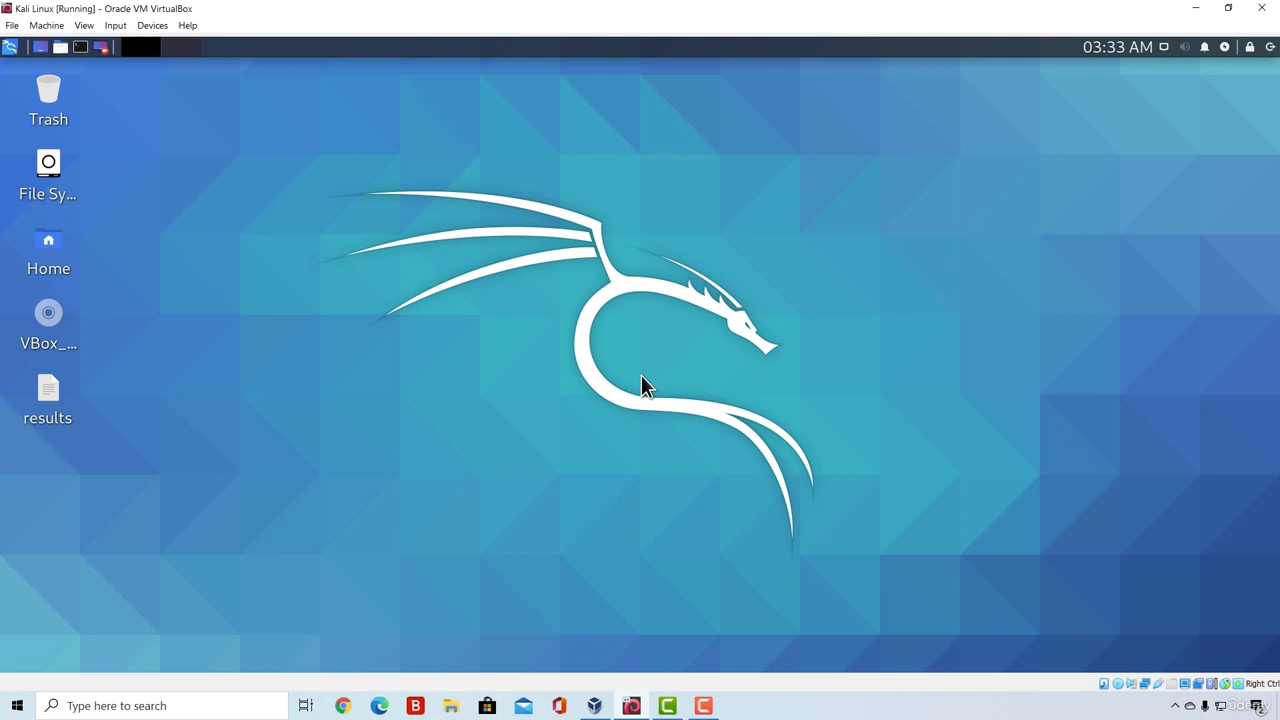 Kali Linux [Running] - Oracle VM VirtualBox
File Machine View Input Devices Help
03:33 AM
Trash
File Sy...
Home
VBox_...
results
Right Ctrl
Type here to search
B
Udemy